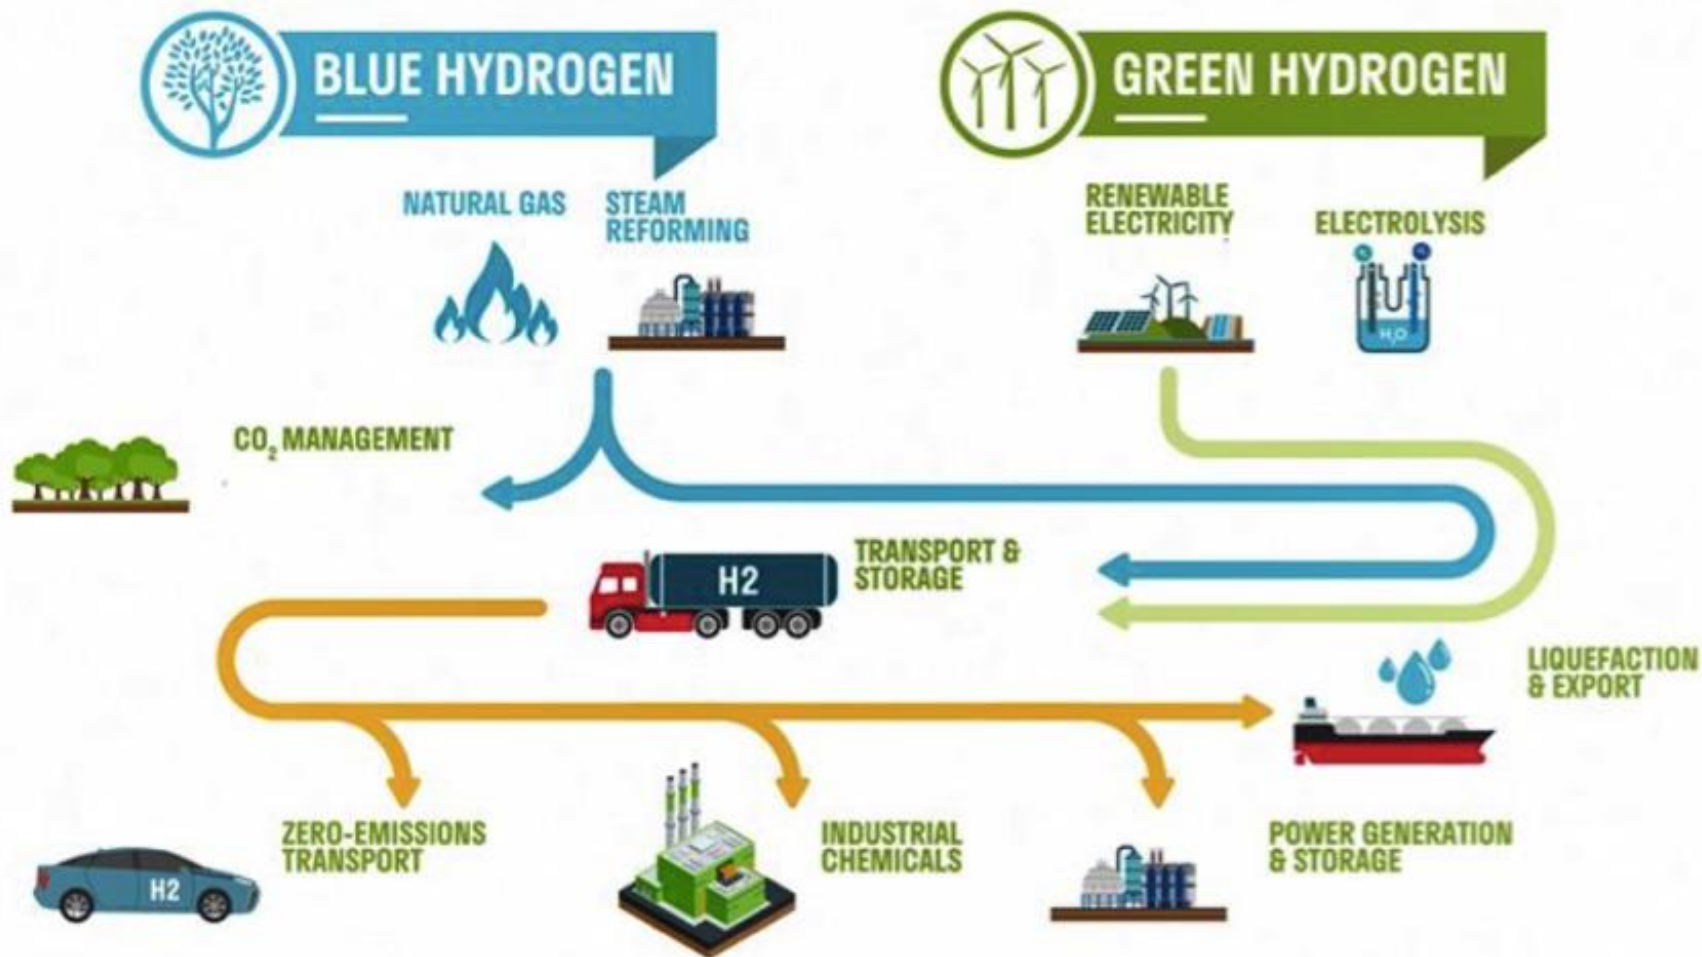 BLUE HYDROGEN
GREEN HYDROGEN
NATURAL GAS
STEAM
REFORMING
RENEWABLE
ELECTRICITY
ELECTROLYSIS
H₂O
CO₂ MANAGEMENT
H2
TRANSPORT &
STORAGE
LIQUEFACTION
& EXPORT
H2
ZERO-EMISSIONS
TRANSPORT
INDUSTRIAL
CHEMICALS
POWER GENERATION
& STORAGE